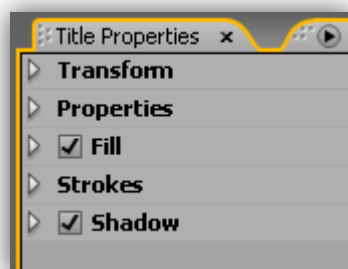 Title Properties x
Transform
Properties
Fill
Strokes
Shadow